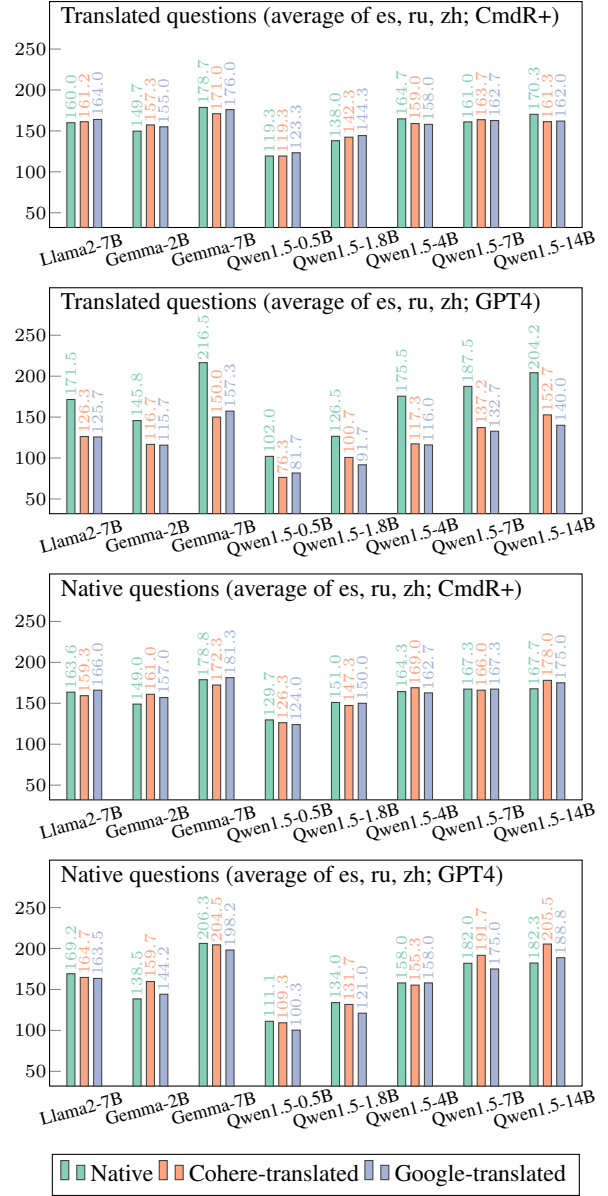 Translated questions (average of es, ru, zh; CmdR+)
250
200
150
100
50
160.0 161.2 164.0 149.7 157.3 155.0 178.7 171.0 176.0 119.3 119.3 123.3 138.0 142.3 144.3 164.7 159.0 158.0 161.0 163.7 162.7 170.3 161.3 162.0
Llama2-7B Gemma-2B Gemma-7B Qwen1.5-0.5B Qwen1.5-1.8B Qwen1.5-4B Qwen1.5-7B Qwen1.5-14B
Translated questions (average of es, ru, zh; GPT4)
250
200
150
100
50
171.5 126.3 125.7 145.8 116.7 115.7 216.5 150.0 157.3 102.0 76.3 81.7 126.5 100.7 91.7 175.5 117.3 116.0 187.5 137.2 132.7 204.2 152.7 140.0
Llama2-7B Gemma-2B Gemma-7B Qwen1.5-0.5B Qwen1.5-1.8B Qwen1.5-4B Qwen1.5-7B Qwen1.5-14B
Native questions (average of es, ru, zh; CmdR+)
250
200
150
100
50
163.6 159.3 166.0 149.0 161.0 157.0 178.8 172.3 181.3 129.7 126.3 124.0 151.0 147.3 150.0 164.3 169.0 162.7 167.3 166.0 167.3 167.7 178.0 175.0
Llama2-7B Gemma-2B Gemma-7B Qwen1.5-0.5B Qwen1.5-1.8B Qwen1.5-4B Qwen1.5-7B Qwen1.5-14B
Native questions (average of es, ru, zh; GPT4)
250
200
150
100
50
169.2 164.7 163.5 138.5 159.7 144.2 206.3 204.5 198.2 111.1 109.3 100.3 134.0 131.7 121.0 158.0 155.3 158.0 182.0 191.7 175.0 182.3 205.5 188.8
Llama2-7B Gemma-2B Gemma-7B Qwen1.5-0.5B Qwen1.5-1.8B Qwen1.5-4B Qwen1.5-7B Qwen1.5-14B
Native Cohere-translated Google-translated